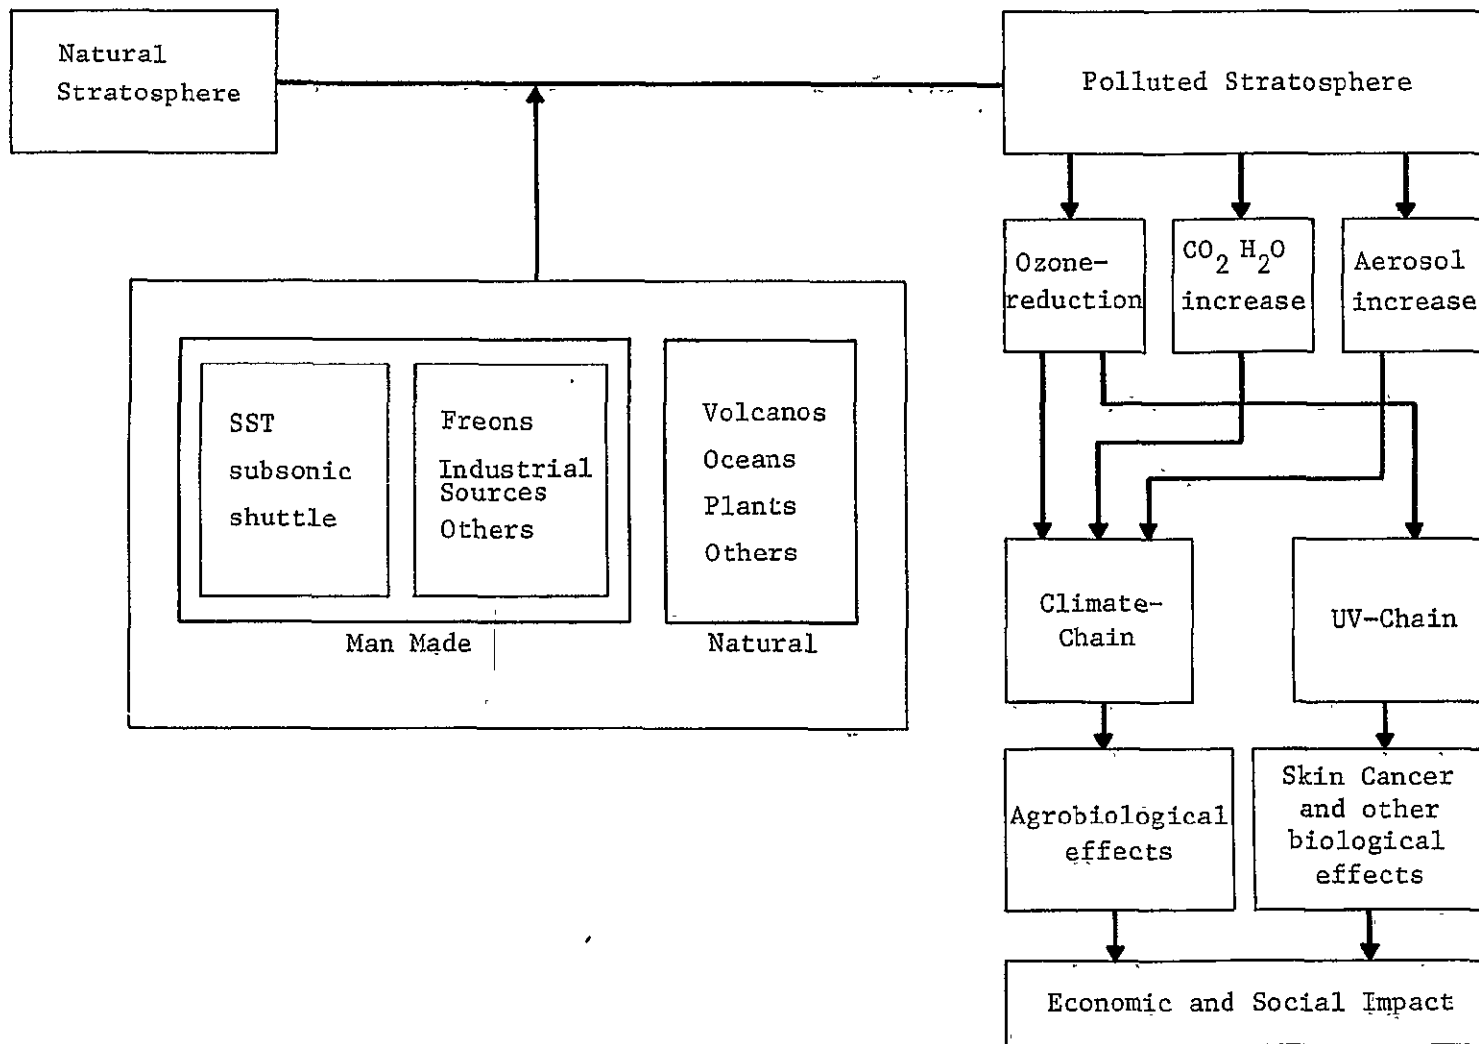 Natural
Stratosphere
Polluted Stratosphere
Ozone-
reduction
CO₂ H₂O
increase
Aerosol
increase
SST
subsonic
shuttle
Freons
Industrial
Sources
Others
Volcanos
Oceans
Plants
Others
Man Made
Natural
Climate-
Chain
UV-Chain
Agrobiological
effects
Skin Cancer
and other
biological
effects
Economic and Social Impact